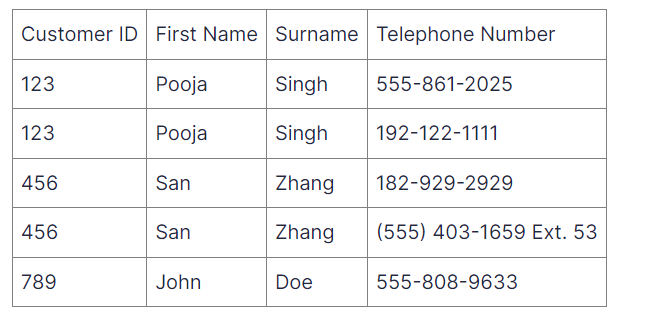 Customer ID First Name Surname Telephone Number
123 Pooja Singh 555-861-2025
123 Pooja Singh 192-122-1111
456 San Zhang 182-929-2929
456 San Zhang (555) 403-1659 Ext. 53
789 John Doe 555-808-9633